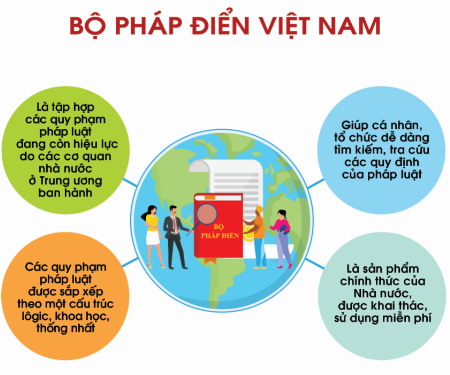 BỘ PHÁP ĐIỂN VIỆT NAM
Là tập hợp
các quy phạm
pháp luật
đang còn hiệu lực
do các cơ quan
nhà nước
ở Trung ương
ban hành
Giúp cá nhân,
tổ chức dễ dàng
tìm kiếm, tra cứu
các quy định
của pháp luật
BỘ
PHÁP ĐIỂN
Các quy phạm
pháp luật
được sắp xếp
theo một cấu trúc
lôgic, khoa học,
thống nhất
Là sản phẩm
chính thức của
Nhà nước,
được khai thác,
sử dụng miễn phí